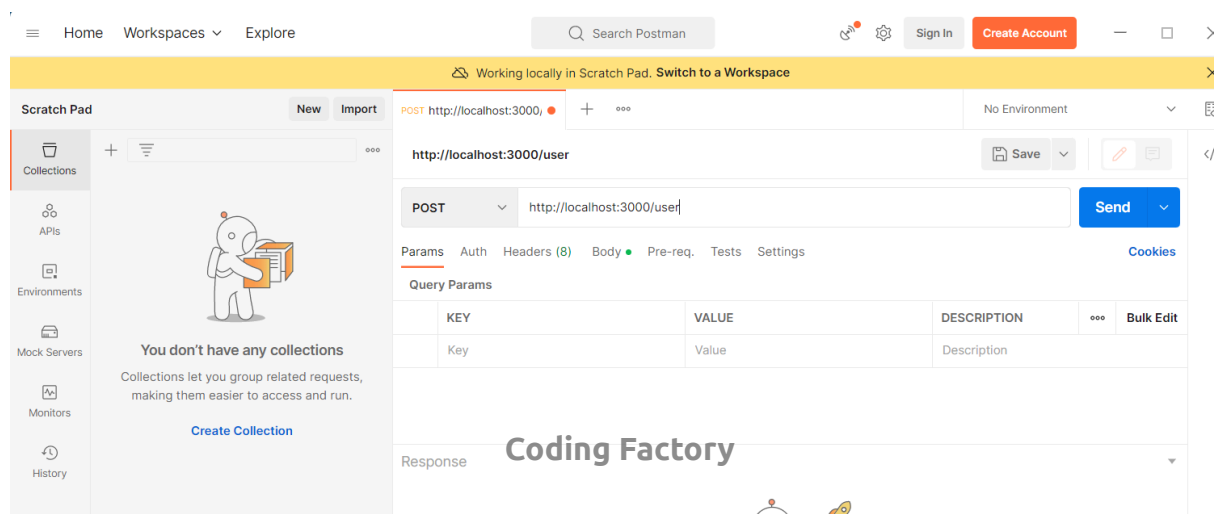 Home Workspaces Explore Search Postman Sign In Create Account
Working locally in Scratch Pad. Switch to a Workspace
Scratch Pad New Import POST http://localhost:3000/ No Environment
http://localhost:3000/user Save
Collections
POST http://localhost:3000/user Send
APIs
Params Auth Headers (8) Body Pre-req. Tests Settings Cookies
Environments
Query Params
KEY VALUE DESCRIPTION Bulk Edit
Key Value Description
Mock Servers
You don't have any collections
Collections let you group related requests,
making them easier to access and run.
Monitors
Create Collection
Coding Factory
Response
History